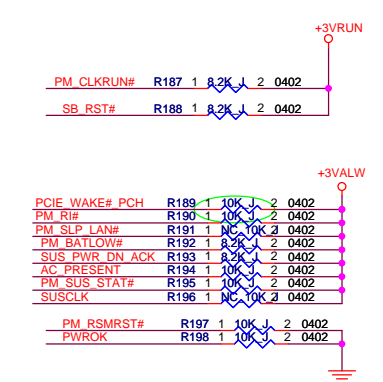 +3VRUN
PM_CLKRUN# R187 1 8.2K_J 2 0402
SB_RST# R188 1 8.2K_J 2 0402
+3VALW
PCIE_WAKE#_PCH R189 1 10K_J 2 0402
PM_RI# R190 1 10K_J 2 0402
PM_SLP_LAN# R191 1 NC_10K_J 2 0402
PM_BATLOW# R192 1 8.2K_J 2 0402
SUS_PWR_DN_ACK R193 1 8.2K_J 2 0402
AC_PRESENT R194 1 10K_J 2 0402
PM_SUS_STAT# R195 1 10K_J 2 0402
SUSCLK R196 1 NC_10K_J 2 0402
PM_RSMRST# R197 1 10K_J 2 0402
PWROK R198 1 10K_J 2 0402